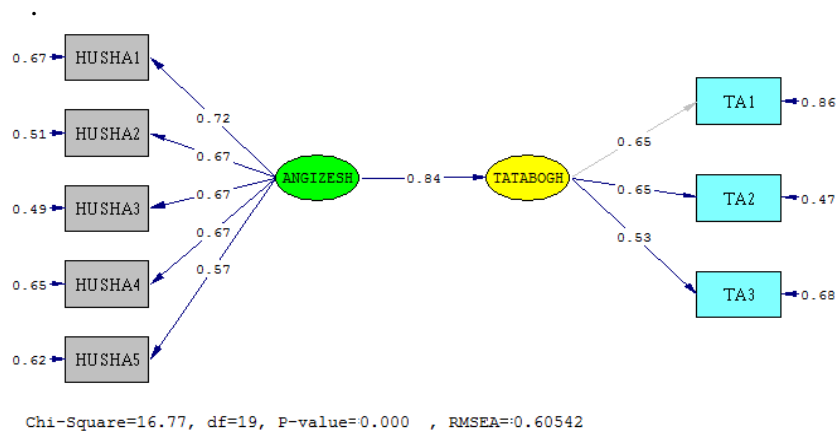 HUSHA1
HUSHA2
HUSHA3
HUSHA4
HUSHA5
0.67
0.51
0.49
0.65
0.62
0.72
0.67
0.67
0.67
0.57
ANGIZESH
0.84
TATABOGH
0.65
0.65
0.53
TA1
TA2
TA3
0.86
0.47
0.68
Chi-Square=16.77, df=19, P-value=0.000 , RMSEA=0.60542